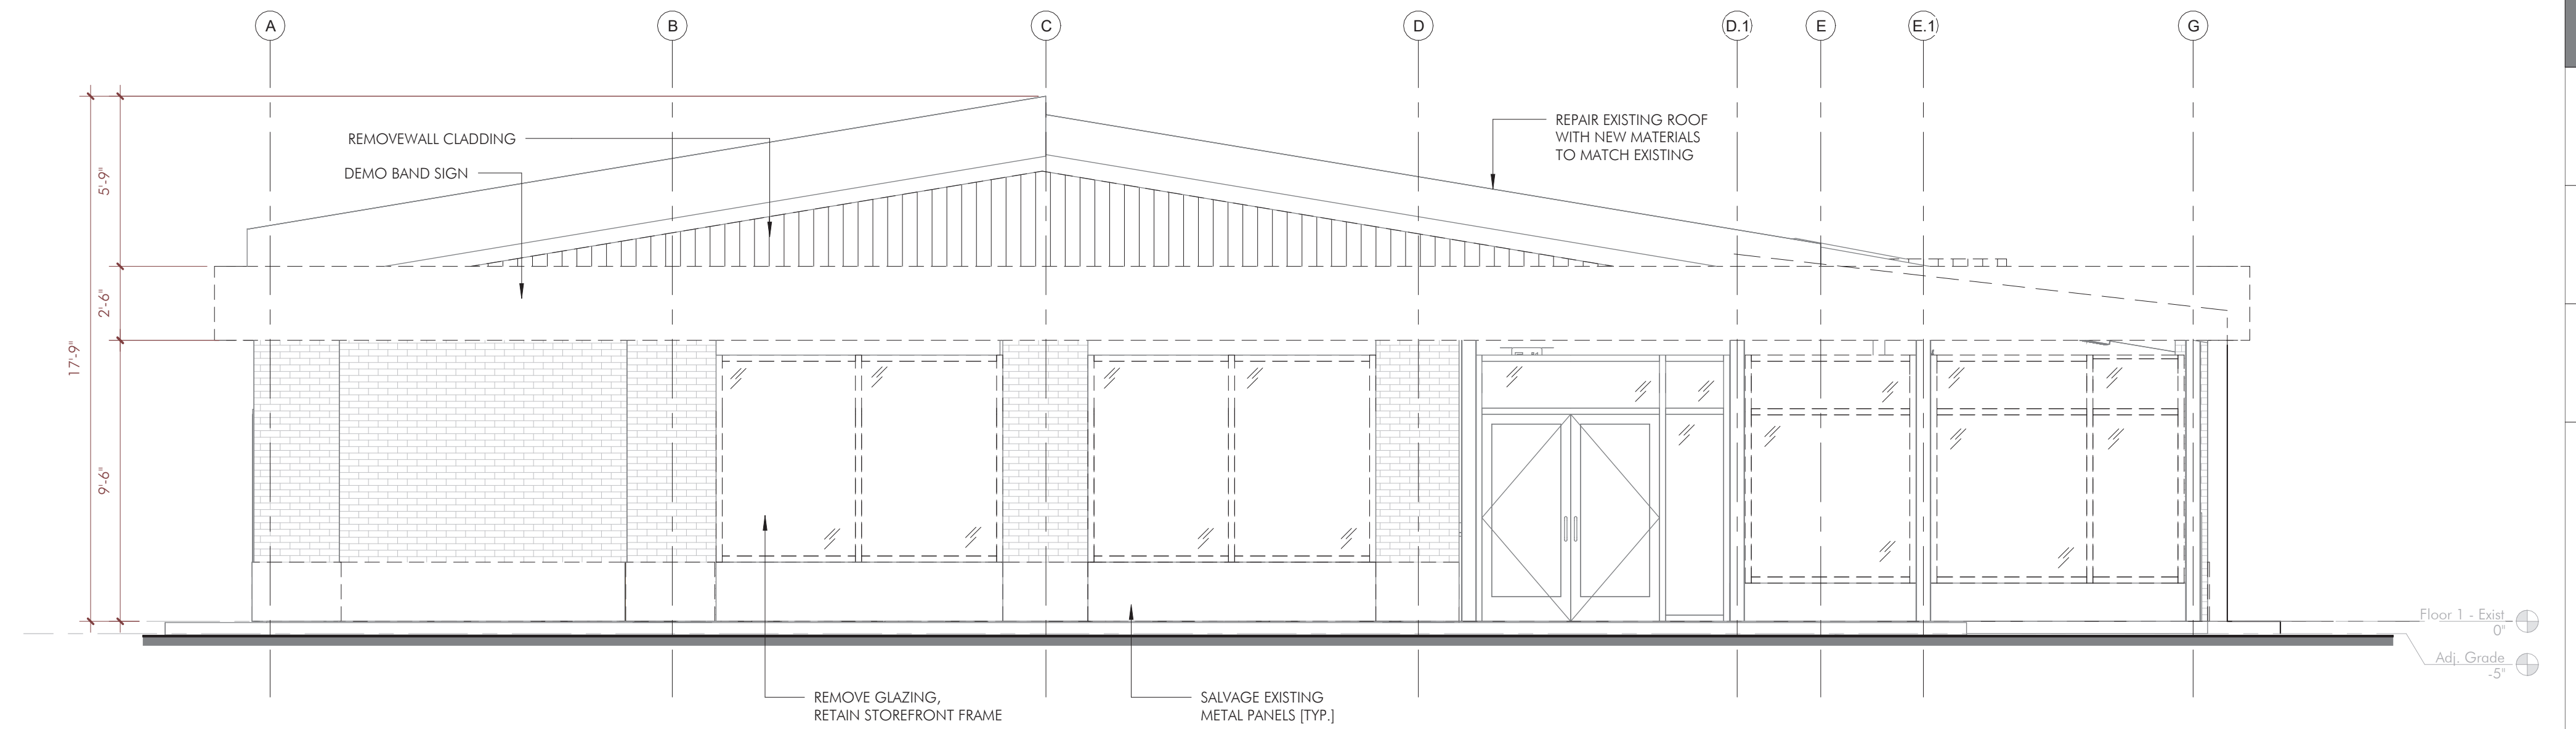 A
B
C
D
D.1
E
E.1
G
REMOVEWALL CLADDING
DEMO BAND SIGN
REPAIR EXISTING ROOF
WITH NEW MATERIALS
TO MATCH EXISTING
5'-9"
2'-6"
17'-9"
9'-6"
Floor 1 - Exist
0"
Adj. Grade
-5"
REMOVE GLAZING,
RETAIN STOREFRONT FRAME
SALVAGE EXISTING
METAL PANELS [TYP.]